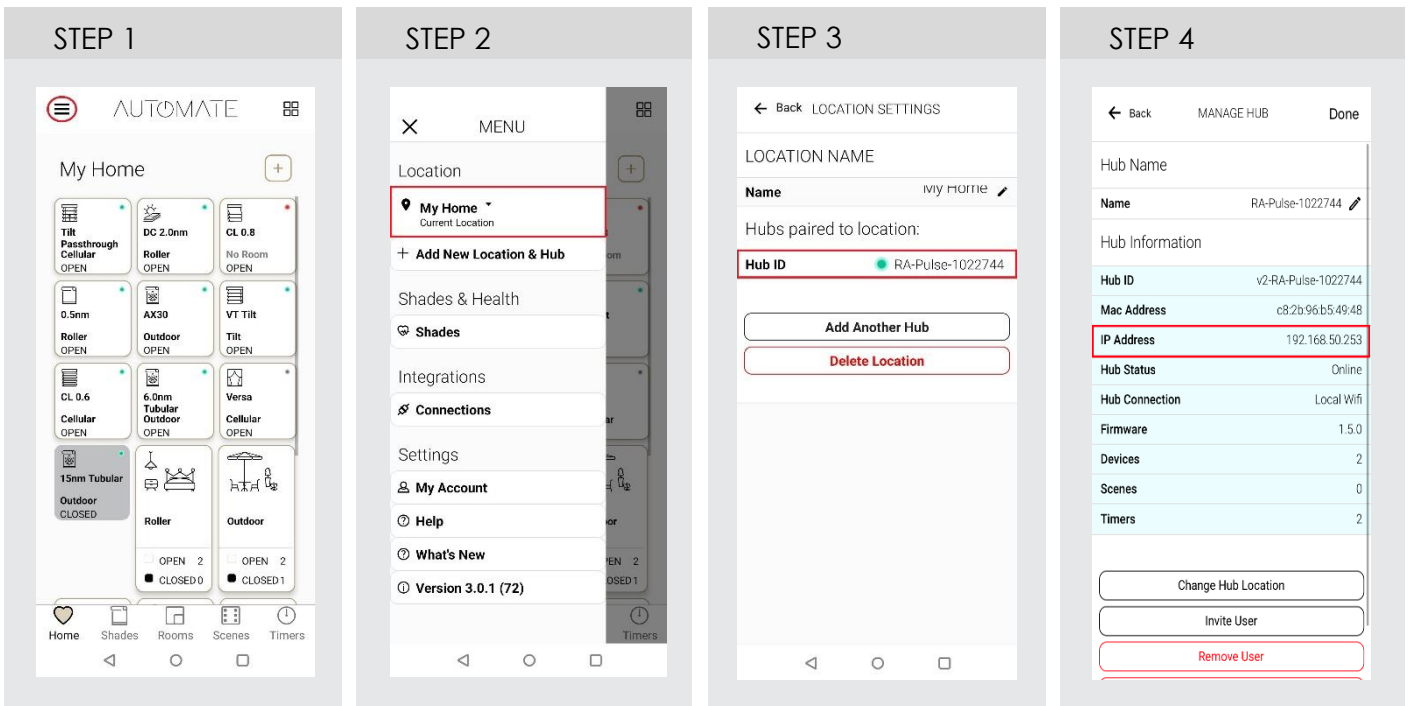 STEP 1
AUTOMATE
My Home
Tilt
Passthrough
Cellular
OPEN
DC 2.0nm
Roller
OPEN
CL 0.8
No Room
OPEN
0.5nm
Roller
OPEN
AX30
Outdoor
OPEN
VT Tilt
Tilt
OPEN
CL 0.6
Cellular
OPEN
6.0nm
Tubular
Outdoor
OPEN
Versa
Cellular
OPEN
15nm Tubular
Outdoor
CLOSED
Roller
OPEN 2
CLOSED 0
Outdoor
OPEN 2
CLOSED 1
Home Shades Rooms Scenes Timers
STEP 2
MENU
Location
My Home
Current Location
+ Add New Location & Hub
Shades & Health
Shades
Integrations
Connections
Settings
My Account
Help
What's New
Version 3.0.1 (72)
om
t
ar
or
PEN 2
OSED 1
Timers
STEP 3
← Back LOCATION SETTINGS
LOCATION NAME
Name My Home
Hubs paired to location:
Hub ID RA-Pulse-1022744
Add Another Hub
Delete Location
STEP 4
← Back MANAGE HUB Done
Hub Name
Name RA-Pulse-1022744
Hub Information
Hub ID v2-RA-Pulse-1022744
Mac Address c8:2b:96:b5:49:48
IP Address 192.168.50.253
Hub Status Online
Hub Connection Local Wifi
Firmware 1.5.0
Devices 2
Scenes 0
Timers 2
Change Hub Location
Invite User
Remove User